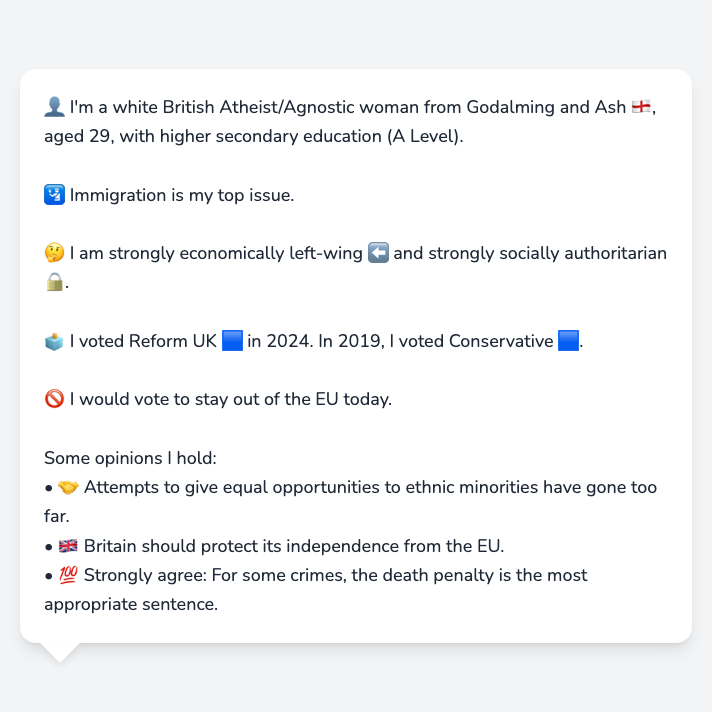 👤 I'm a white British Atheist/Agnostic woman from Godalming and Ash 🏴󠁧󠁢󠁥󠁮󠁧󠁿,
aged 29, with higher secondary education (A Level).
🛂 Immigration is my top issue.
🤔 I am strongly economically left-wing ⬅️ and strongly socially authoritarian
🔒.
🗳️ I voted Reform UK 🟦 in 2024. In 2019, I voted Conservative 🟦.
🚫 I would vote to stay out of the EU today.
Some opinions I hold:
• 🤝 Attempts to give equal opportunities to ethnic minorities have gone too
far.
• 🇬🇧 Britain should protect its independence from the EU.
• 💯 Strongly agree: For some crimes, the death penalty is the most
appropriate sentence.